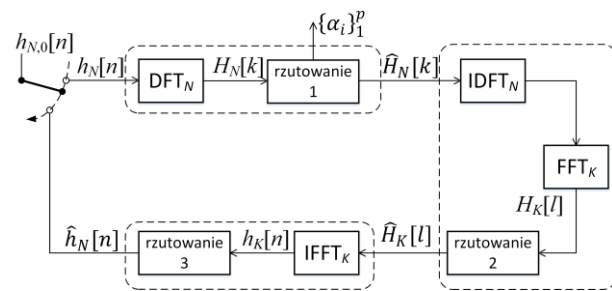 {α_i}_1^p
h_{N,0}[n]
h_N[n]
DFT_N
H_N[k]
rzutowanie
1
Ĥ_N[k]
IDFT_N
FFT_K
H_K[l]
rzutowanie
2
Ĥ_K[l]
IFFT_K
h_K[n]
rzutowanie
3
ĥ_N[n]